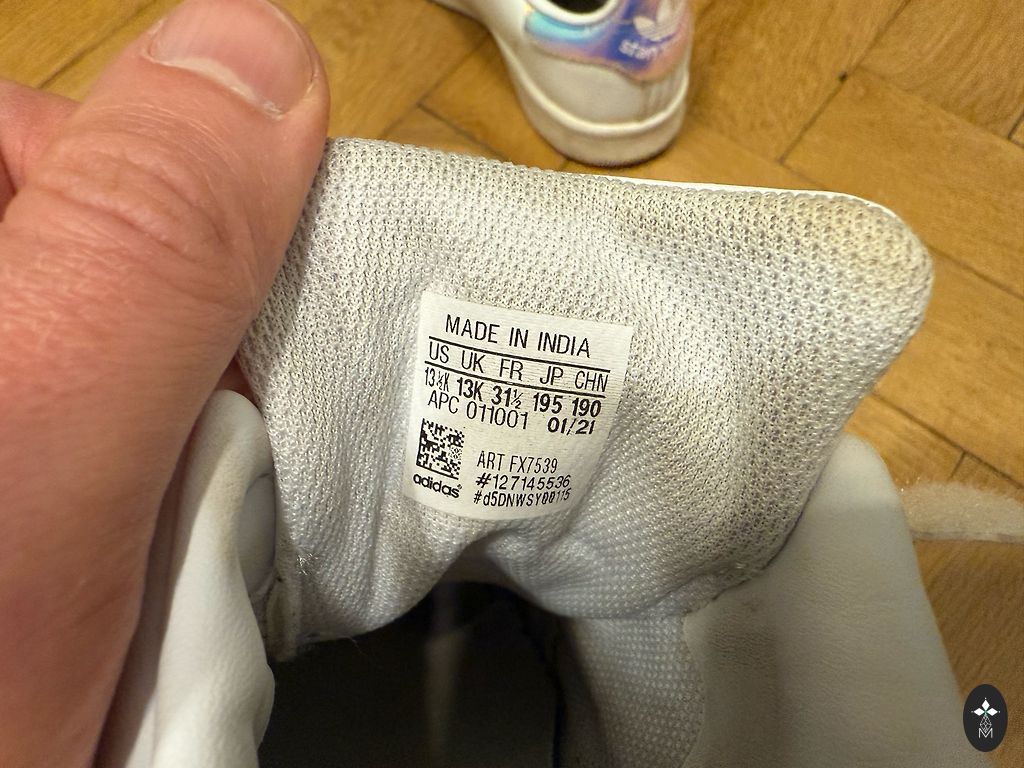 stan
MADE IN INDIA
US UK FR JP CHN
13½K 13K 31½ 195 190
APC 011001 01/21
ART FX7539
#127145536
#d5DNWSY00115
adidas
M